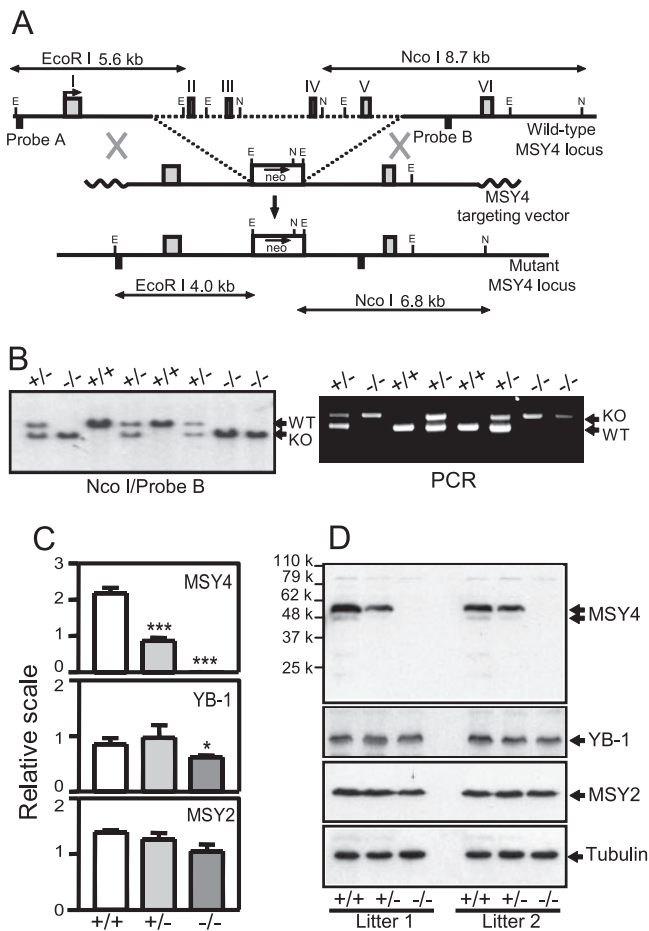 A
EcoR I 5.6 kb
Nco I 8.7 kb
I
II
III
IV
V
VI
E
E
E
N
N
E
E
N
Probe A
Probe B
Wild-type
MSY4 locus
E
N
E
neo
E
MSY4
targeting vector
E
E
N
E
neo
E
N
Mutant
MSY4 locus
EcoR I 4.0 kb
Nco I 6.8 kb
B
+/- -/- +/+ +/- +/+ +/- -/- -/-
WT
KO
Nco I/Probe B
+/- -/- +/+ +/- +/+ +/- -/- -/-
KO
WT
PCR
C
Relative scale
3
2
1
0
MSY4
***
***
2
1
0
YB-1
*
2
1
0
MSY2
+/+ +/- -/-
D
110 k
79 k
62 k
48 k
37 k
25 k
MSY4
YB-1
MSY2
Tubulin
+/+ +/- -/- +/+ +/- -/-
Litter 1 Litter 2